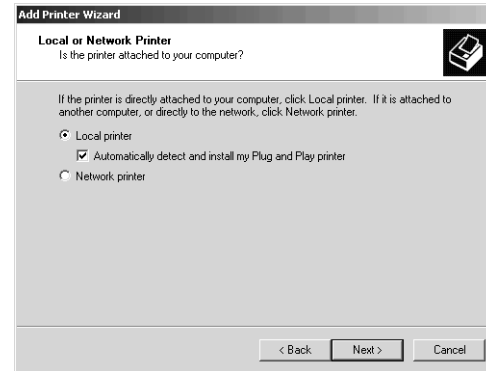 Add Printer Wizard
Local or Network Printer
Is the printer attached to your computer?
If the printer is directly attached to your computer, click Local printer. If it is attached to
another computer, or directly to the network, click Network printer.
Local printer
Automatically detect and install my Plug and Play printer
Network printer
< Back
Next >
Cancel